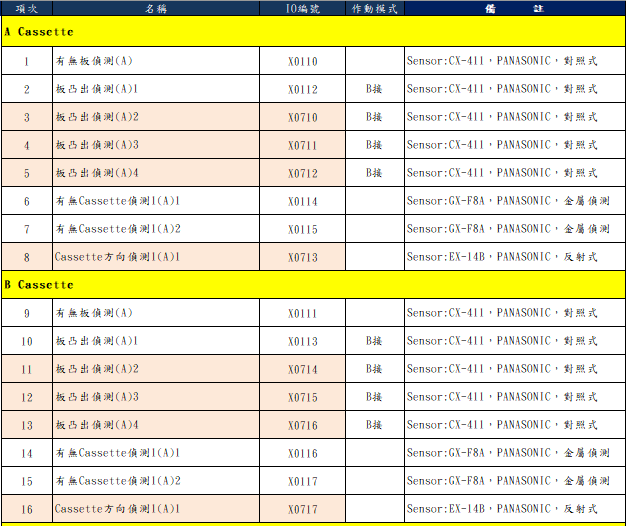 項次 名稱 IO編號 作動模式 備 註
A Cassette
1 有無板偵測(A) X0110 Sensor:CX-411,PANASONIC,對照式
2 板凸出偵測(A)1 X0112 B接 Sensor:CX-411,PANASONIC,對照式
3 板凸出偵測(A)2 X0710 B接 Sensor:CX-411,PANASONIC,對照式
4 板凸出偵測(A)3 X0711 B接 Sensor:CX-411,PANASONIC,對照式
5 板凸出偵測(A)4 X0712 B接 Sensor:CX-411,PANASONIC,對照式
6 有無Cassette偵測1(A)1 X0114 Sensor:GX-F8A,PANASONIC,金屬偵測
7 有無Cassette偵測1(A)2 X0115 Sensor:GX-F8A,PANASONIC,金屬偵測
8 Cassette方向偵測1(A)1 X0713 Sensor:EX-14B,PANASONIC,反射式
B Cassette
9 有無板偵測(A) X0111 Sensor:CX-411,PANASONIC,對照式
10 板凸出偵測(A)1 X0113 B接 Sensor:CX-411,PANASONIC,對照式
11 板凸出偵測(A)2 X0714 B接 Sensor:CX-411,PANASONIC,對照式
12 板凸出偵測(A)3 X0715 B接 Sensor:CX-411,PANASONIC,對照式
13 板凸出偵測(A)4 X0716 B接 Sensor:CX-411,PANASONIC,對照式
14 有無Cassette偵測1(A)1 X0116 Sensor:GX-F8A,PANASONIC,金屬偵測
15 有無Cassette偵測1(A)2 X0117 Sensor:GX-F8A,PANASONIC,金屬偵測
16 Cassette方向偵測1(A)1 X0717 Sensor:EX-14B,PANASONIC,反射式